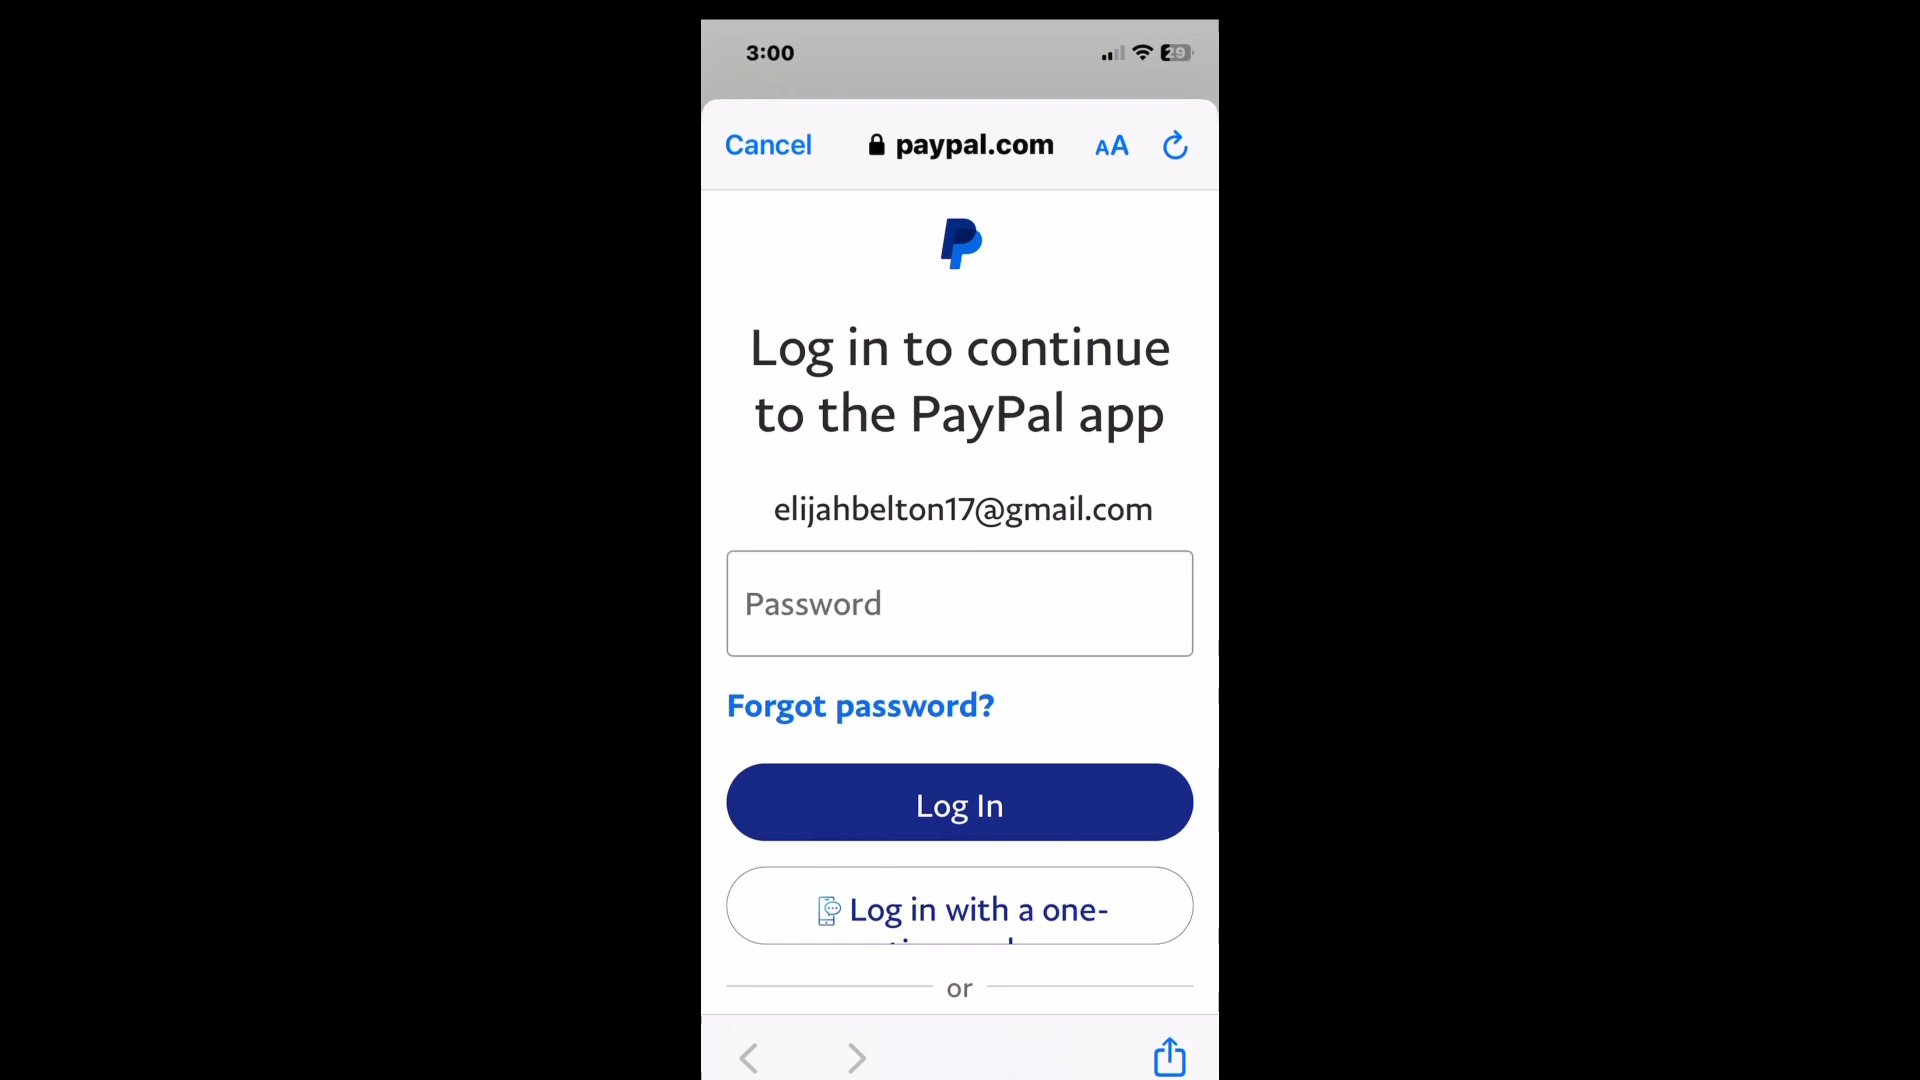 3:00
29
Cancel
paypal.com
AA
Log in to continue
to the PayPal app
elijahbelton17@gmail.com
Password
Forgot password?
Log In
Log in with a one-
or